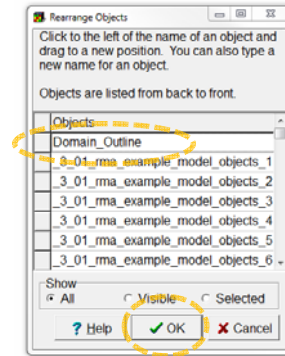 Rearrange Objects
Click to the left of the name of an object and
drag to a new position. You can also type a
new name for an object.
Objects are listed from back to front.
Objects
Domain_Outline
_3_01_rma_example_model_objects_1
_3_01_rma_example_model_objects_2
_3_01_rma_example_model_objects_3
_3_01_rma_example_model_objects_4
_3_01_rma_example_model_objects_5
_3_01_rma_example_model_objects_6
Show
All Visible Selected
? Help OK Cancel